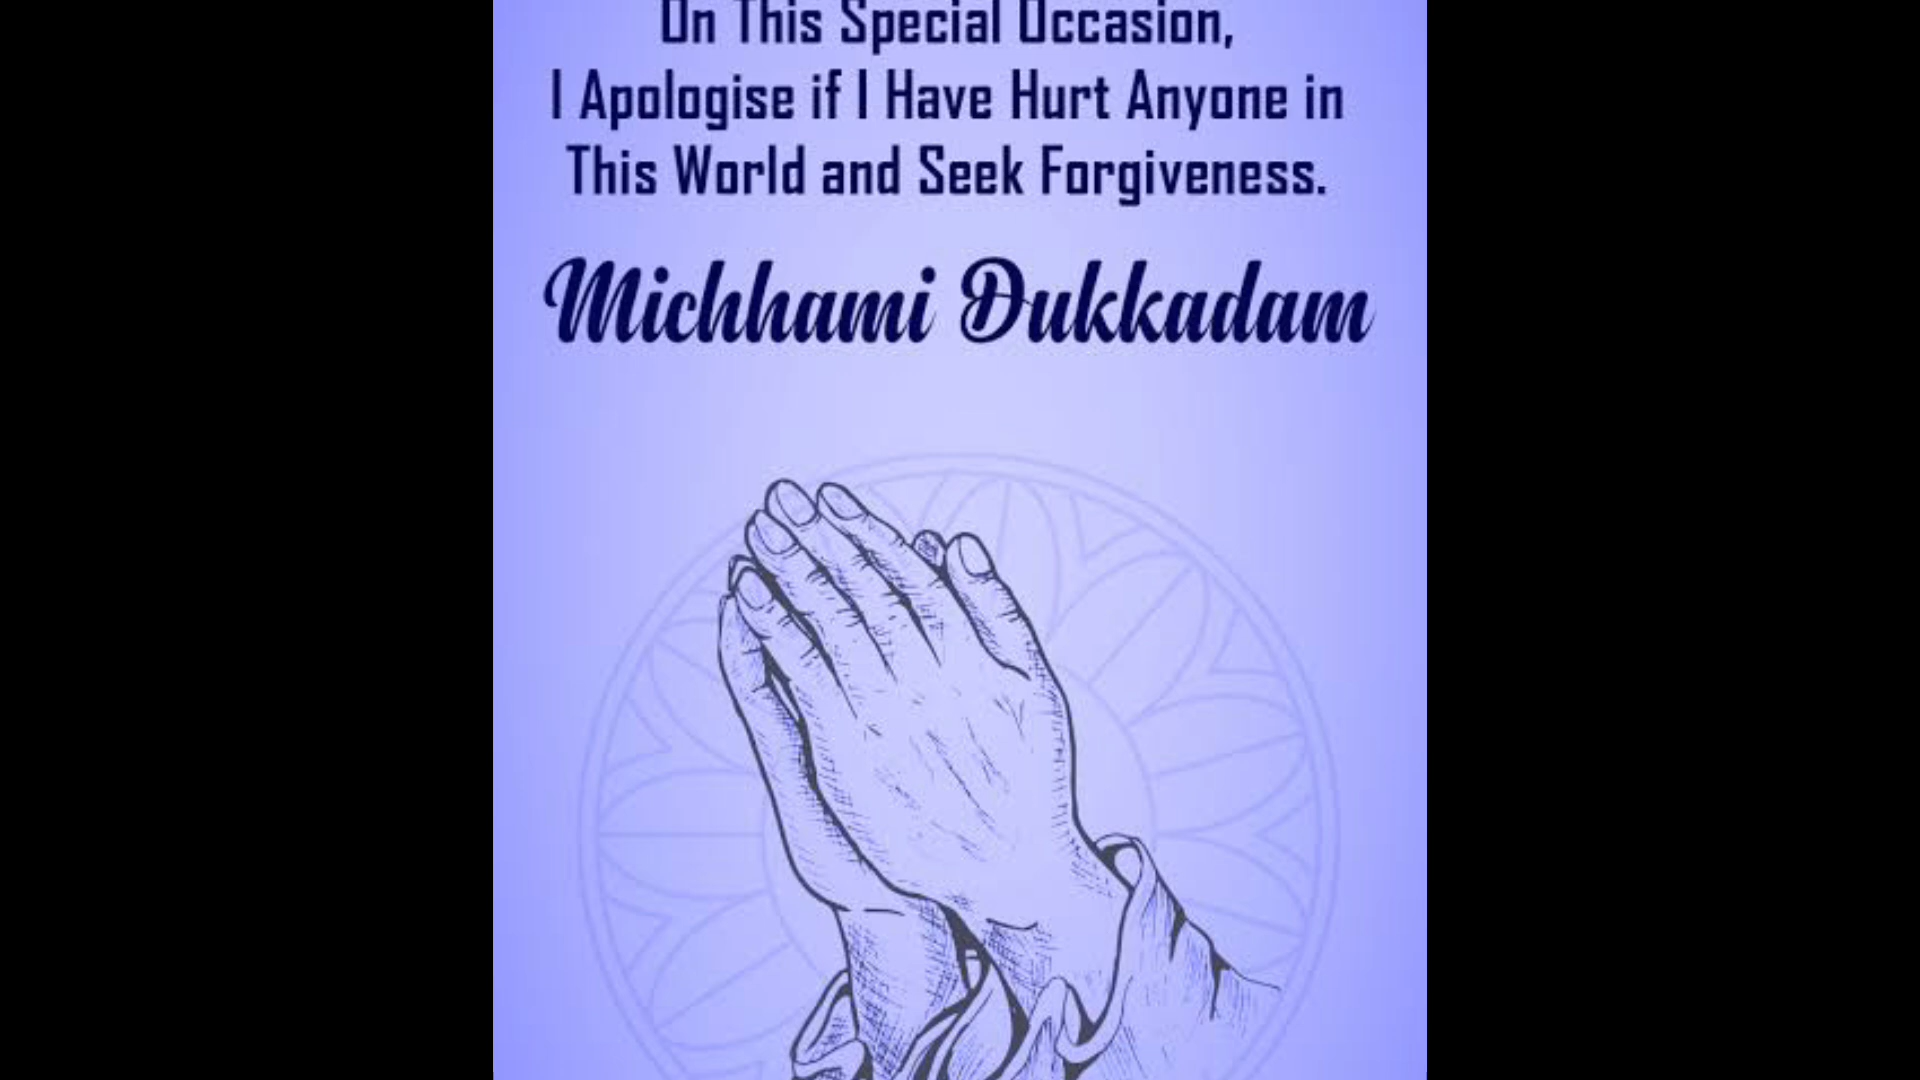 On This Special Occasion,
I Apologise if I Have Hurt Anyone in
This World and Seek Forgiveness.
Michhami Dukkadam